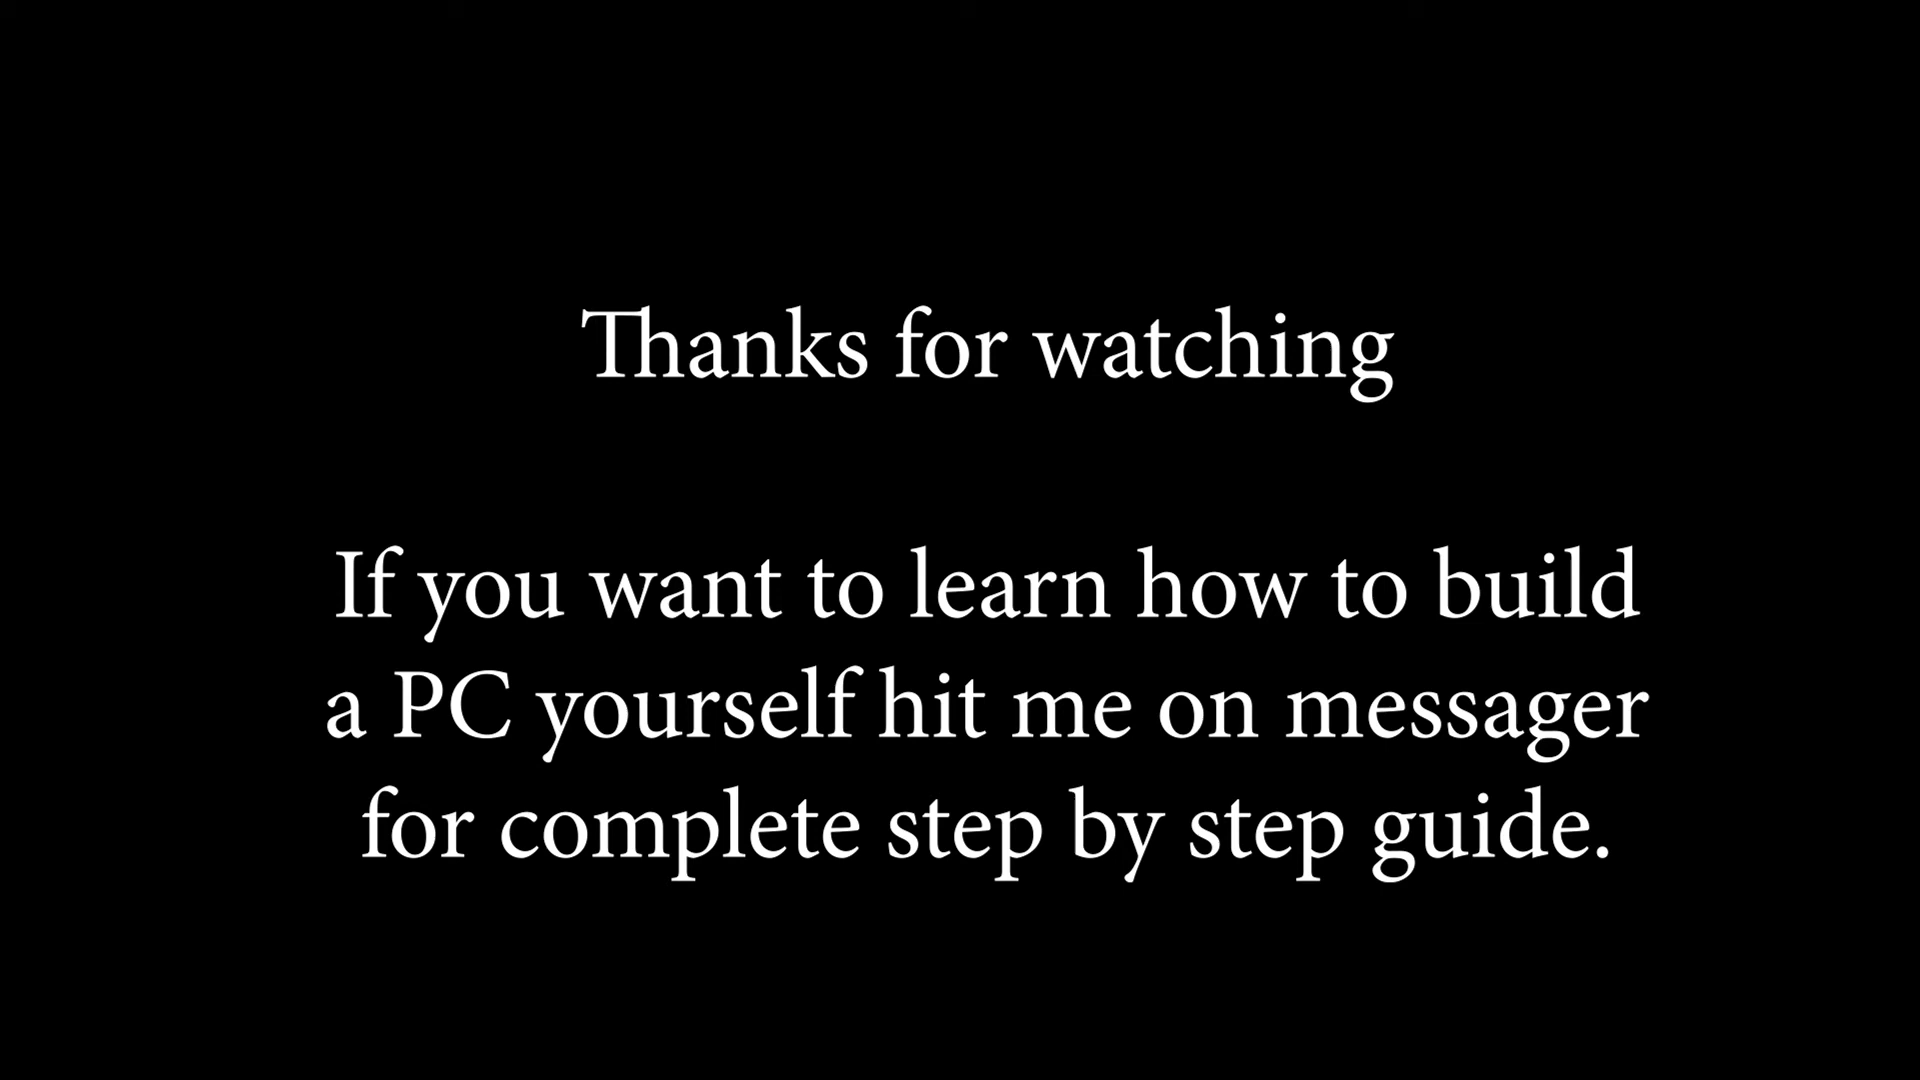 Thanks for watching
If you want to learn how to build
a PC yourself hit me on messager
for complete step by step guide.